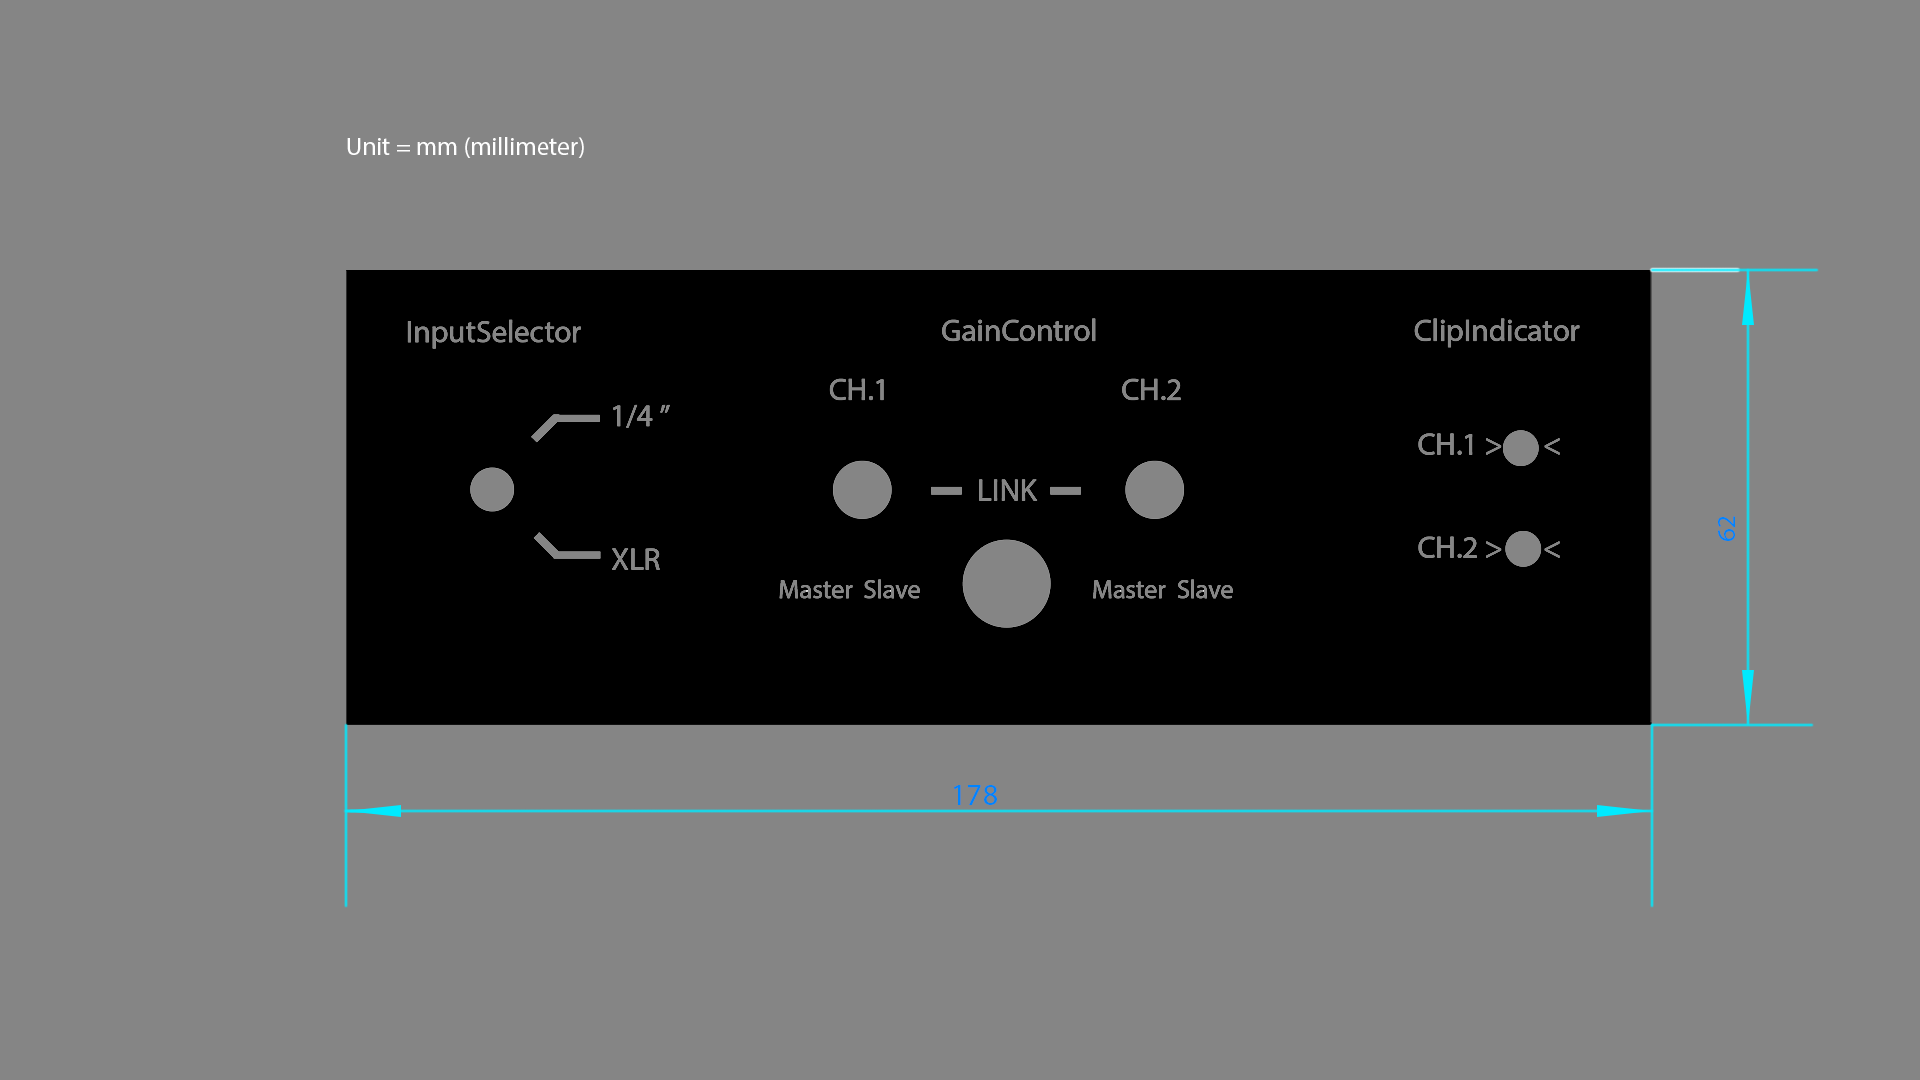 Unit = mm (millimeter)
InputSelector
GainControl
ClipIndicator
CH.1
CH.2
1/4 ”
CH.1 > <
LINK
XLR
CH.2 > <
Master Slave
Master Slave
62
178